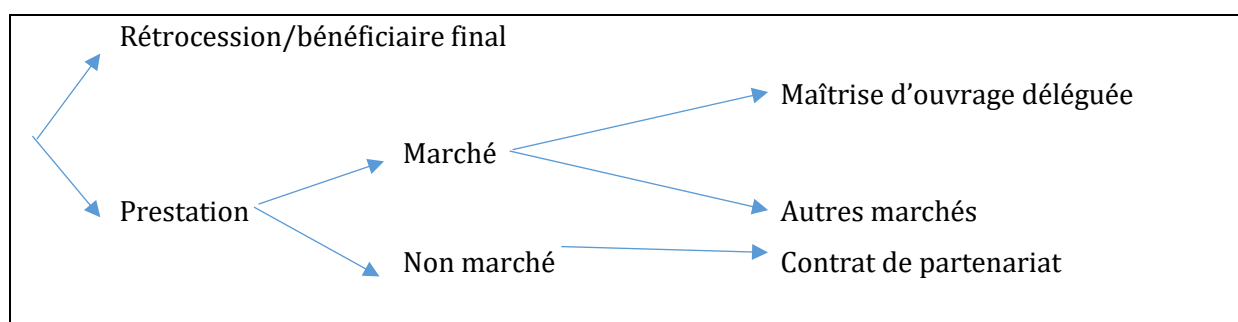 Rétrocession/bénéficiaire final
Maîtrise d’ouvrage déléguée
Marché
Prestation
Autres marchés
Non marché
Contrat de partenariat